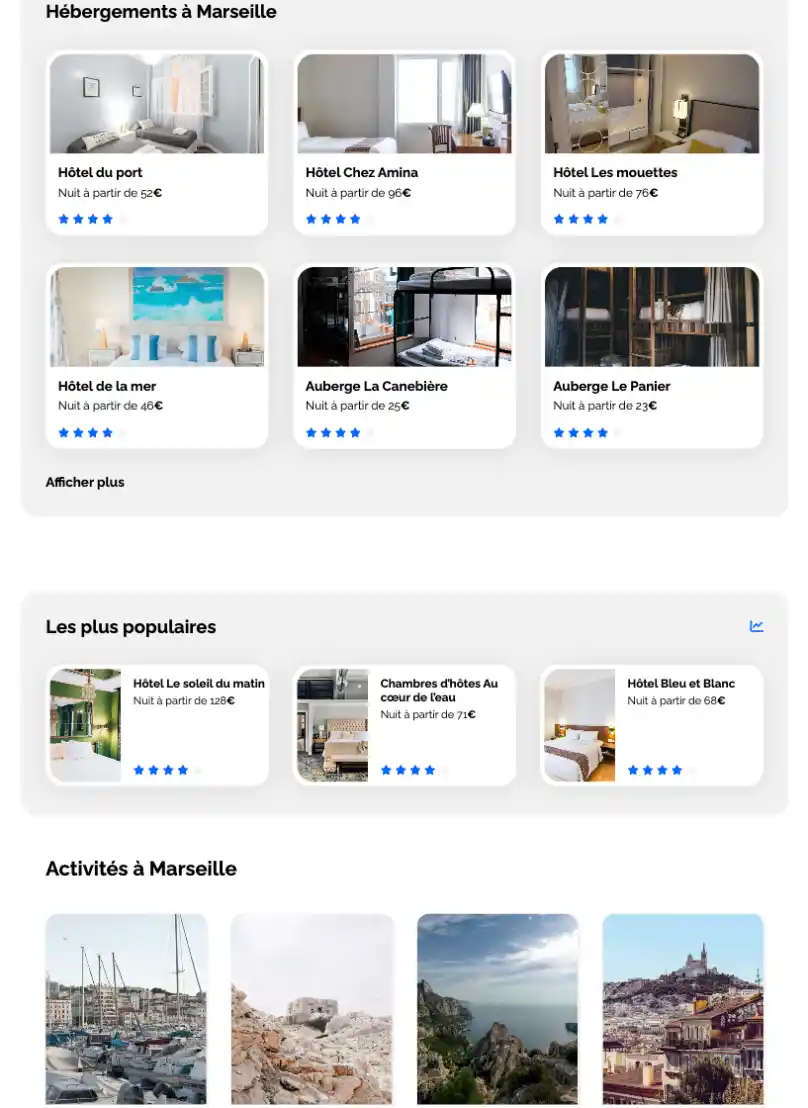 Hébergements à Marseille
Hôtel du port
Nuit à partir de 52€
Hôtel Chez Amina
Nuit à partir de 96€
Hôtel Les mouettes
Nuit à partir de 76€
Hôtel de la mer
Nuit à partir de 46€
Auberge La Canebière
Nuit à partir de 25€
Auberge Le Panier
Nuit à partir de 23€
Afficher plus
Les plus populaires
Hôtel Le soleil du matin
Nuit à partir de 128€
Chambres d'hôtes Au
cœur de l'eau
Nuit à partir de 71€
Hôtel Bleu et Blanc
Nuit à partir de 68€
Activités à Marseille